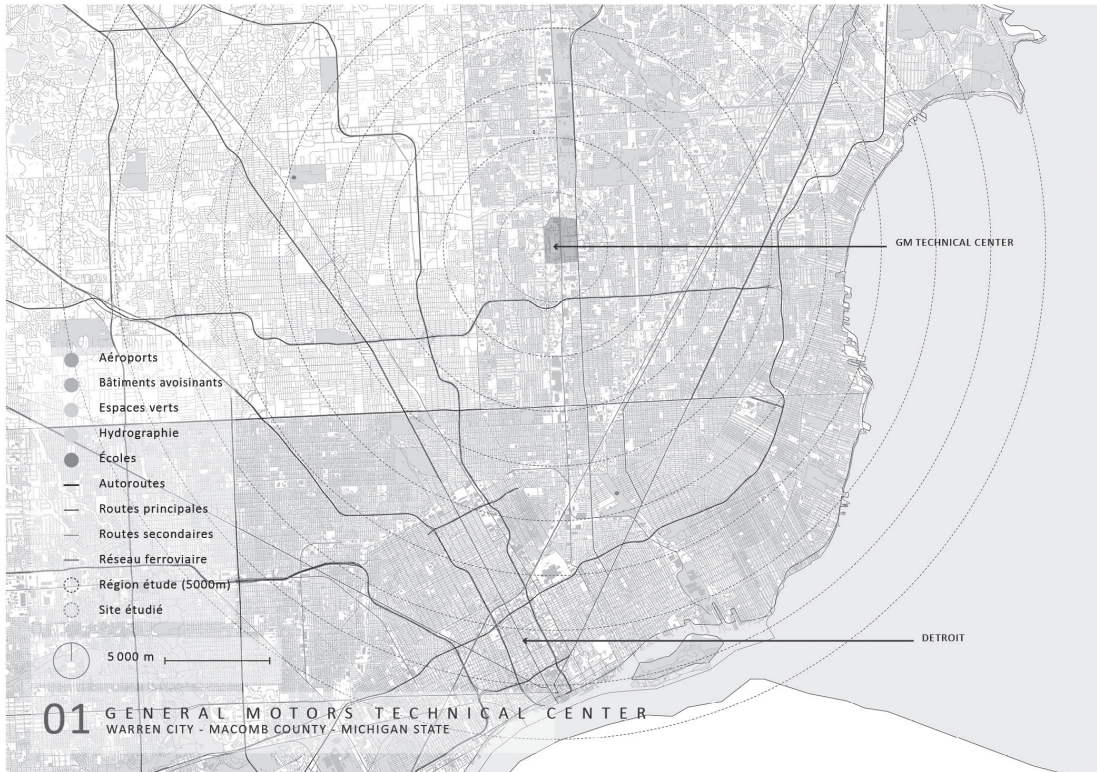 GM TECHNICAL CENTER
Aéroports
Bâtiments avoisinants
Espaces verts
Hydrographie
Écoles
Autoroutes
Routes principales
Routes secondaires
Réseau ferroviaire
Région étude (5000m)
Site étudié
DETROIT
5 000 m
01 GENERAL MOTORS TECHNICAL CENTER
WARREN CITY - MACOMB COUNTY - MICHIGAN STATE